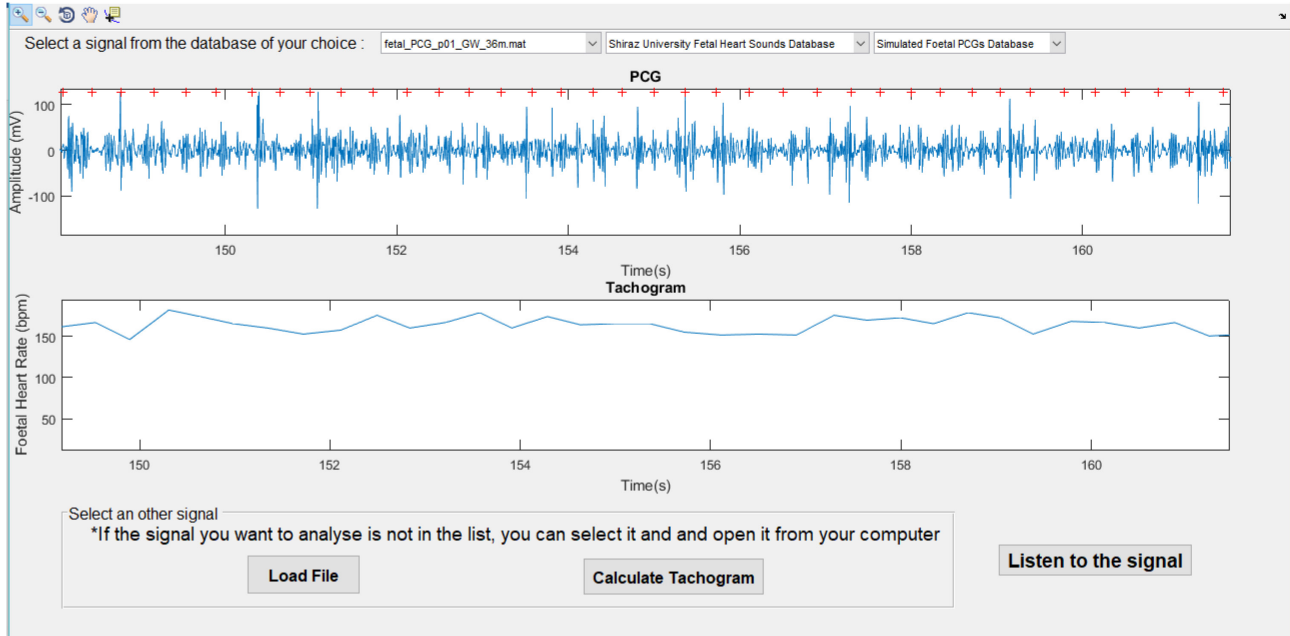 Select a signal from the database of your choice : fetal_PCG_p01_GW_36m.mat Shiraz University Fetal Heart Sounds Database Simulated Foetal PCGs Database
PCG
Amplitude (mV)
100
0
-100
150 152 154 156 158 160
Time(s)
Tachogram
Foetal Heart Rate (bpm)
150
100
50
150 152 154 156 158 160
Time(s)
Select an other signal
*If the signal you want to analyse is not in the list, you can select it and and open it from your computer
Load File
Calculate Tachogram
Listen to the signal